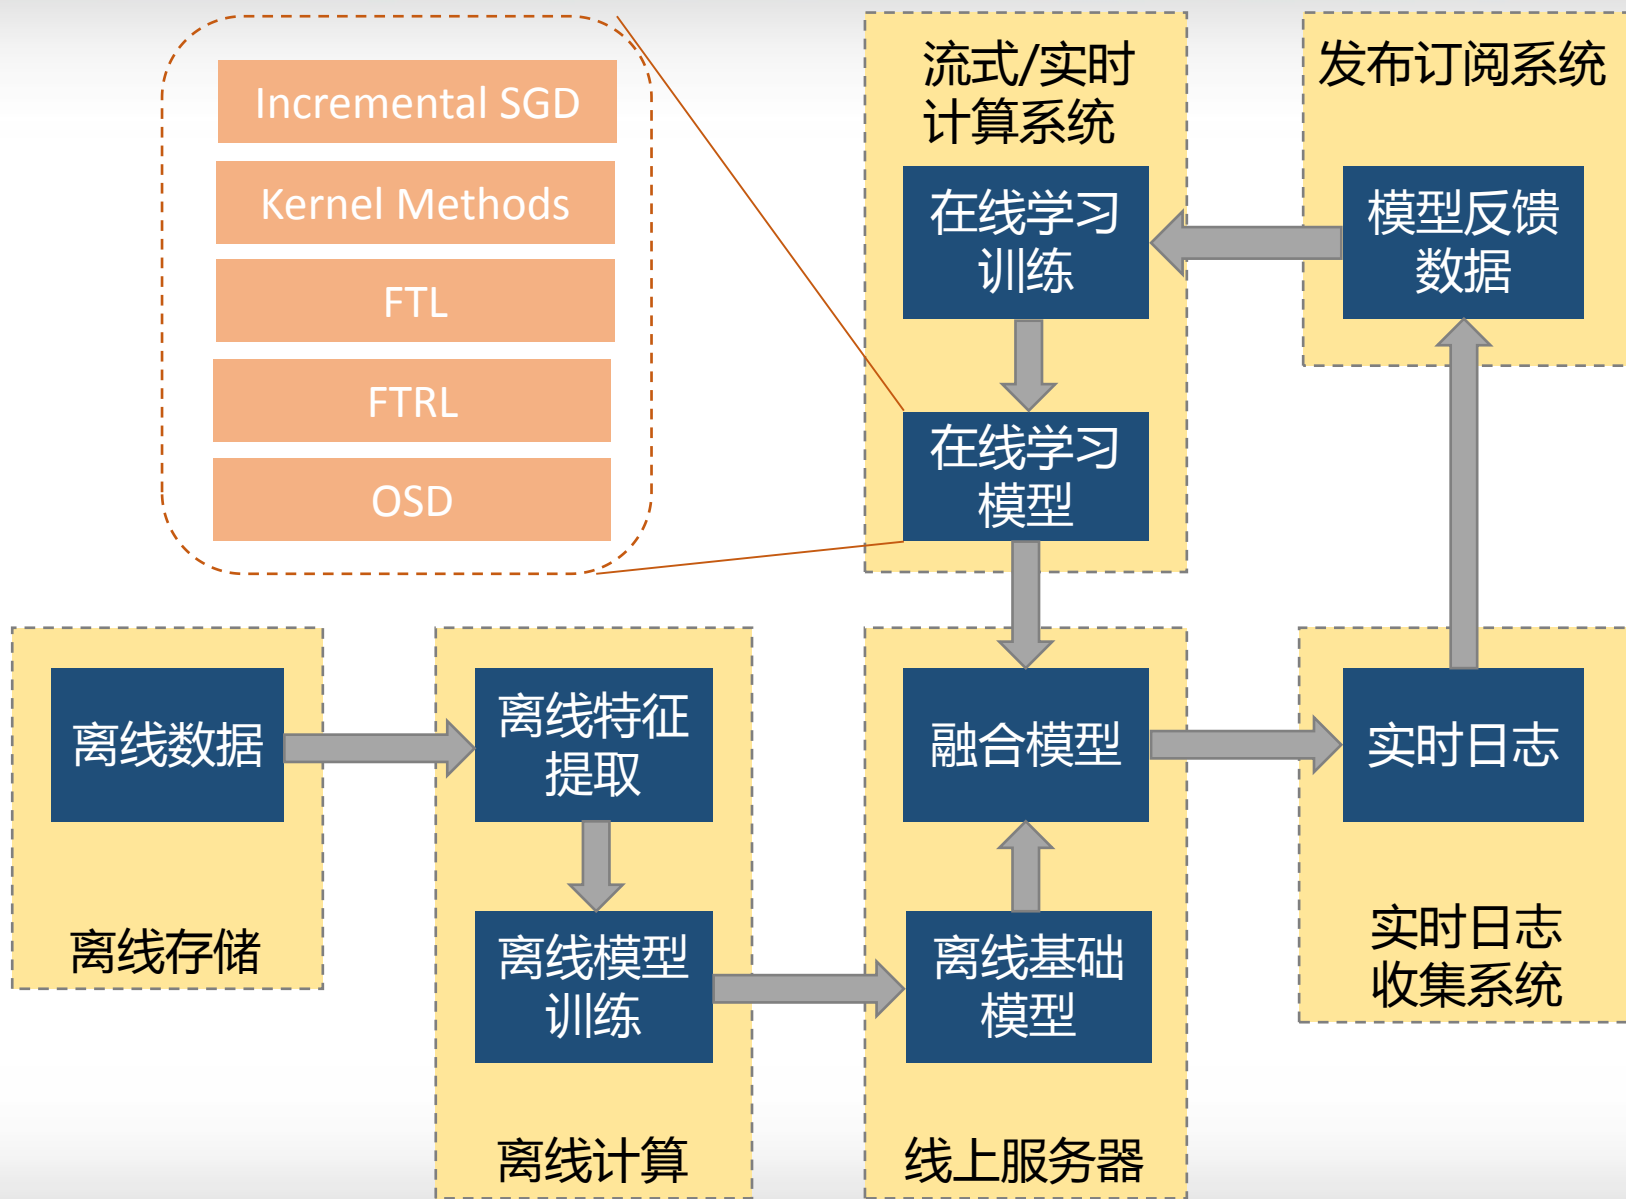 Incremental SGD
Kernel Methods
FTL
FTRL
OSD
流式/实时
计算系统
在线学习
训练
在线学习
模型
发布订阅系统
模型反馈
数据
离线数据
离线存储
离线特征
提取
离线模型
训练
离线计算
融合模型
离线基础
模型
线上服务器
实时日志
实时日志
收集系统